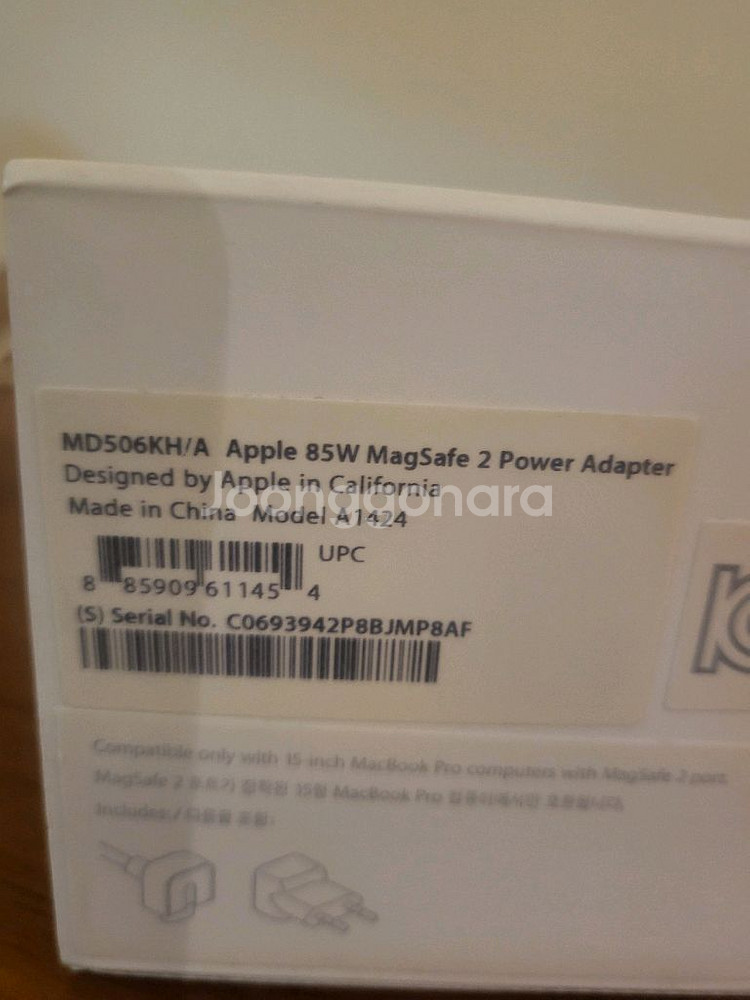 MD506KH/A Apple 85W MagSafe 2 Power Adapter
Designed by Apple in California
Joonggonara
Made in China Model A1424
UPC
8 85909 61145 4
(S) Serial No. C0693942P8BJMP8AF
Compatible only with 15-inch MacBook Pro computers with MagSafe 2 port.
MagSafe 2 포트가 장착된 15형 MacBook Pro 컴퓨터에서만 호환됩니다.
Includes / 다음을 포함: